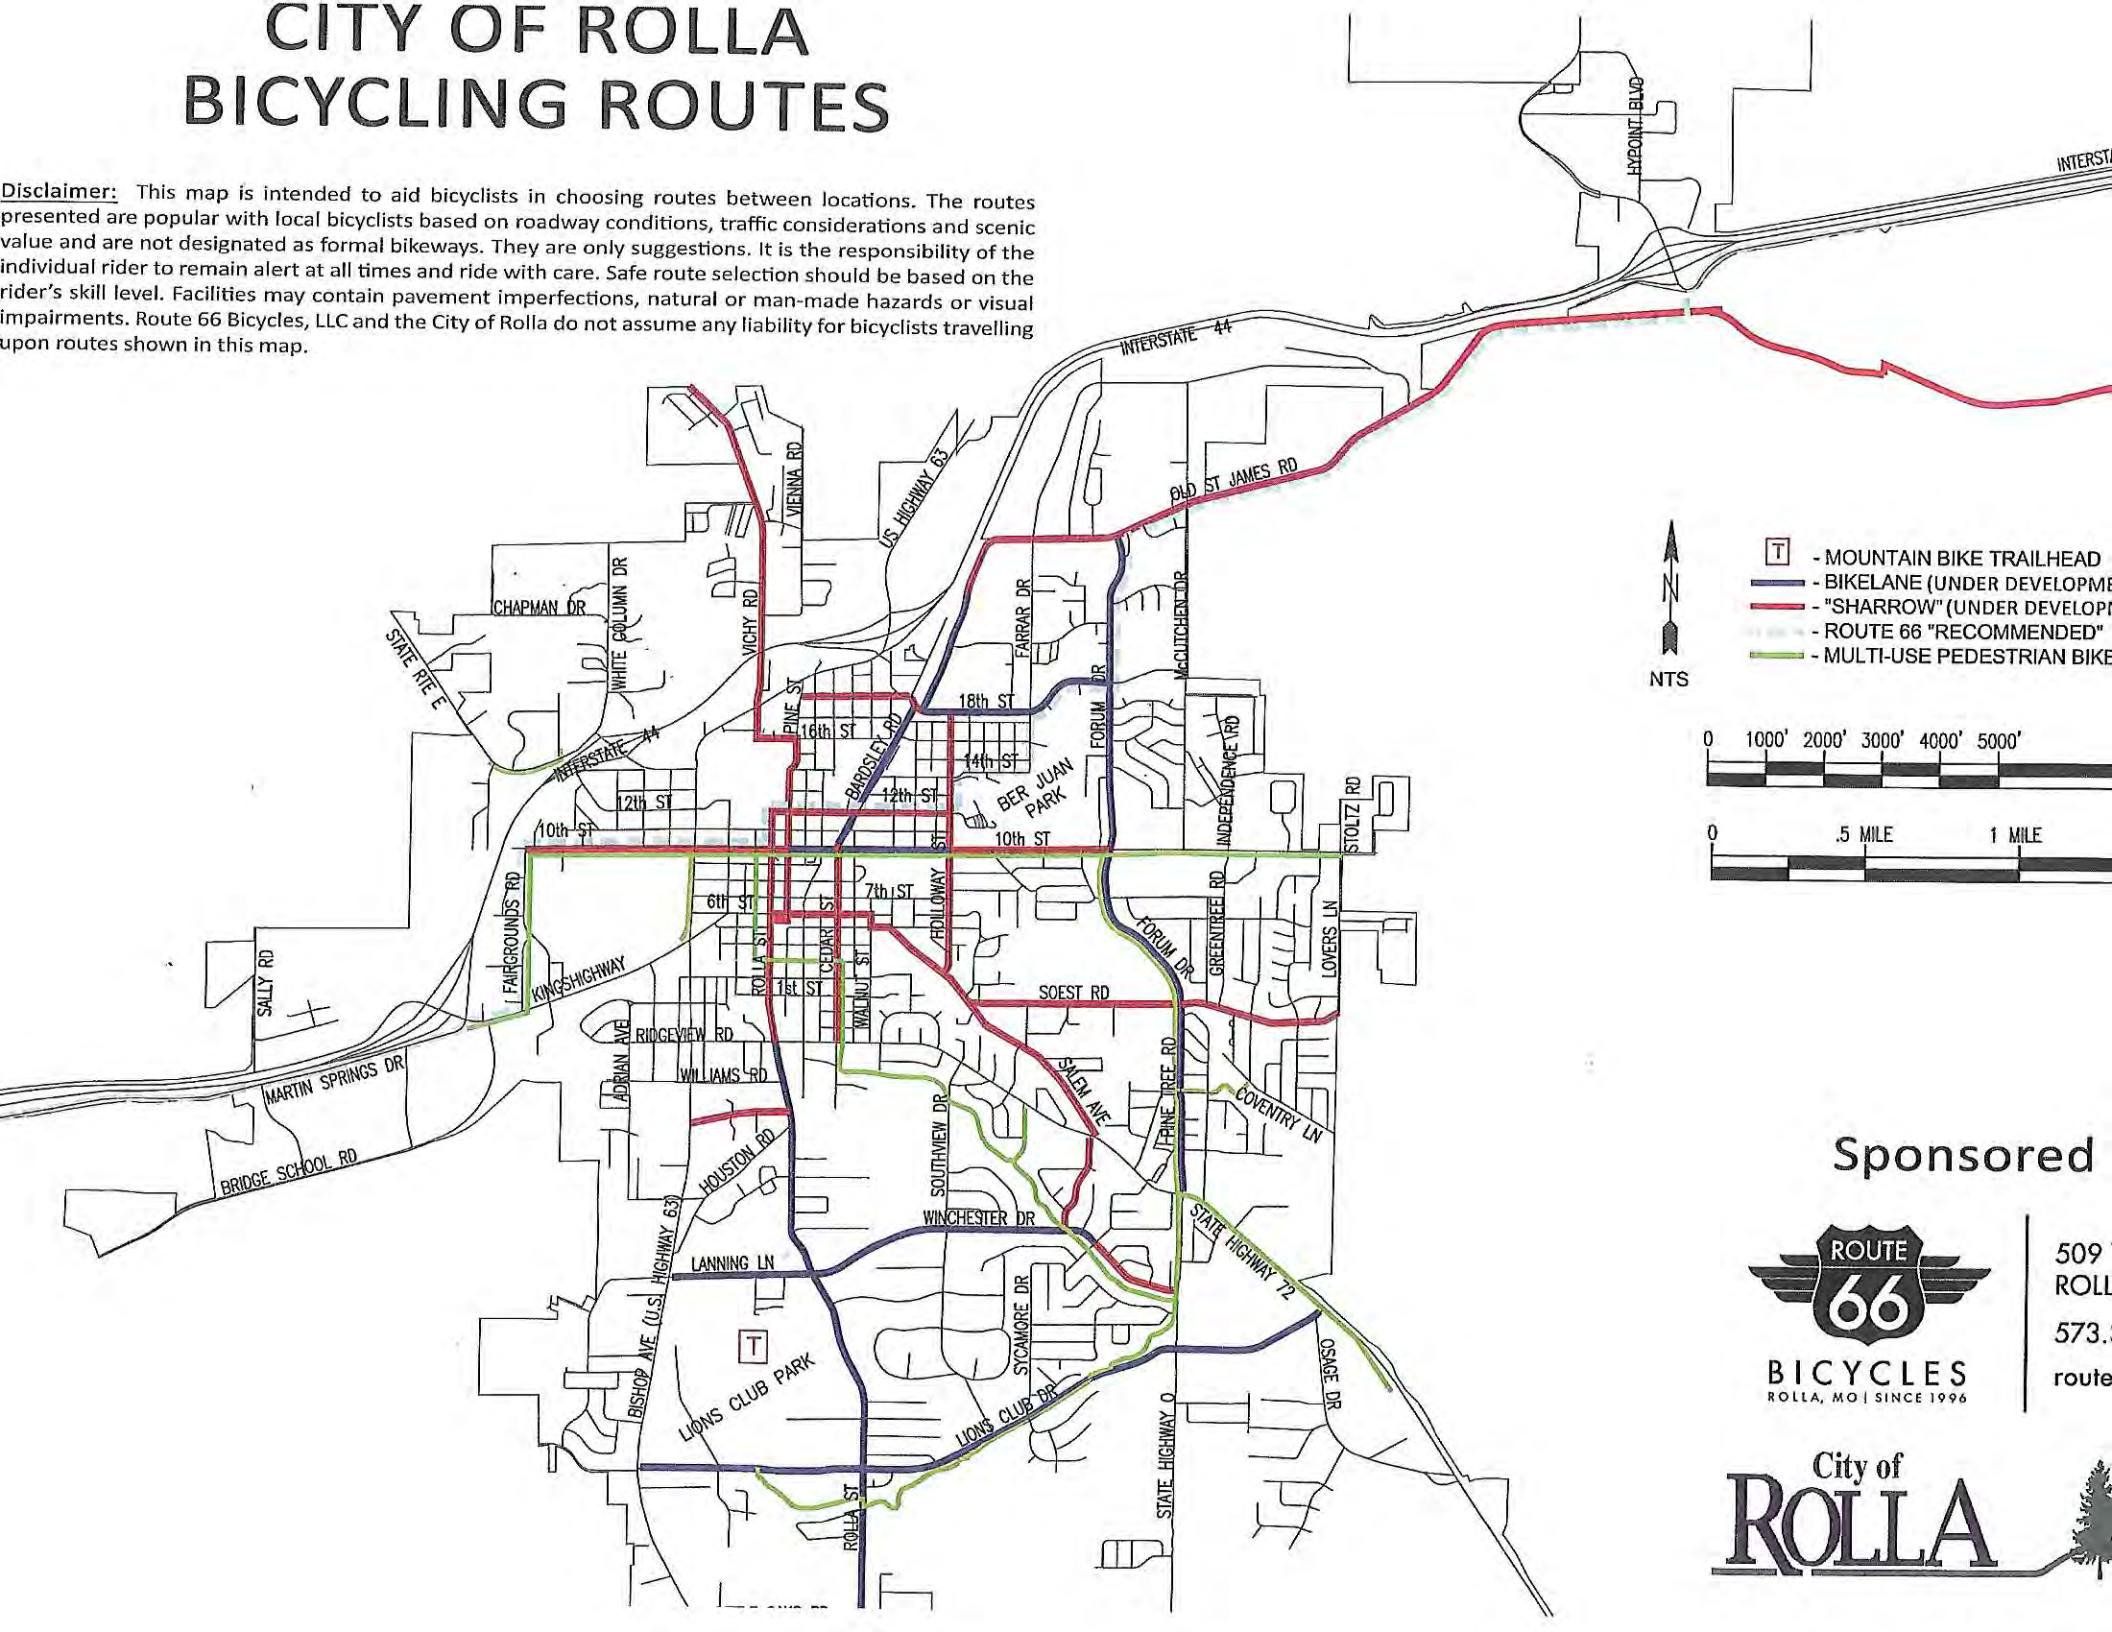 CITY OF ROLLA
BICYCLING ROUTES
Disclaimer: This map is intended to aid bicyclists in choosing routes between locations. The routes
presented are popular with local bicyclists based on roadway conditions, traffic considerations and scenic
value and are not designated as formal bikeways. They are only suggestions. It is the responsibility of the
individual rider to remain alert at all times and ride with care. Safe route selection should be based on the
rider's skill level. Facilities may contain pavement imperfections, natural or man-made hazards or visual
impairments. Route 66 Bicycles, LLC and the City of Rolla do not assume any liability for bicyclists travelling
upon routes shown in this map.
HYPOINT BLVD
INTERST
INTERSTATE 44
VIENNA RD
US HIGHWAY 63
OLD ST JAMES RD
CHAPMAN DR
WHITE COLUMN DR
VICHY RD
FARRAR DR
McCUTCHEN DR
STATE RTE E
PINE ST
18th ST
FORUM DR
16th ST
BARDSLEY RD
INTERSTATE 44
14th ST
INDEPENDENCE RD
BER JUAN
PARK
12th ST
12th ST
STOLTZ RD
10th ST
10th ST
HOLLOWAY ST
7th ST
6th ST
FAIRGROUNDS RD
GREENTREE RD
CEDAR ST
ROLLA ST
WALNUT ST
FORUM DR
LOVERS LN
SALLY RD
KINGSHIGHWAY
1st ST
SOEST RD
ADRIAN AVE
RIDGEVIEW RD
WILLIAMS RD
MARTIN SPRINGS DR
SALEM AVE
PINE TREE RD
COVENTRY LN
BRIDGE SCHOOL RD
HOUSTON RD
SOUTHVIEW DR
WINCHESTER DR
STATE HIGHWAY 72
LANNING LN
BISHOP AVE (U.S. HIGHWAY 63)
SYCAMORE DR
T
LIONS CLUB PARK
OSAGE DR
LIONS CLUB DR
STATE HIGHWAY O
ROLLA ST
N
NTS
T - MOUNTAIN BIKE TRAILHEAD
- BIKELANE (UNDER DEVELOPME
- "SHARROW" (UNDER DEVELOP
- ROUTE 66 "RECOMMENDED"
- MULTI-USE PEDESTRIAN BIKE
0 1000' 2000' 3000' 4000' 5000'
0 .5 MILE 1 MILE
Sponsored
ROUTE
66
BICYCLES
ROLLA, MO | SINCE 1996
509
ROLL
573.
route
City of
ROLLA